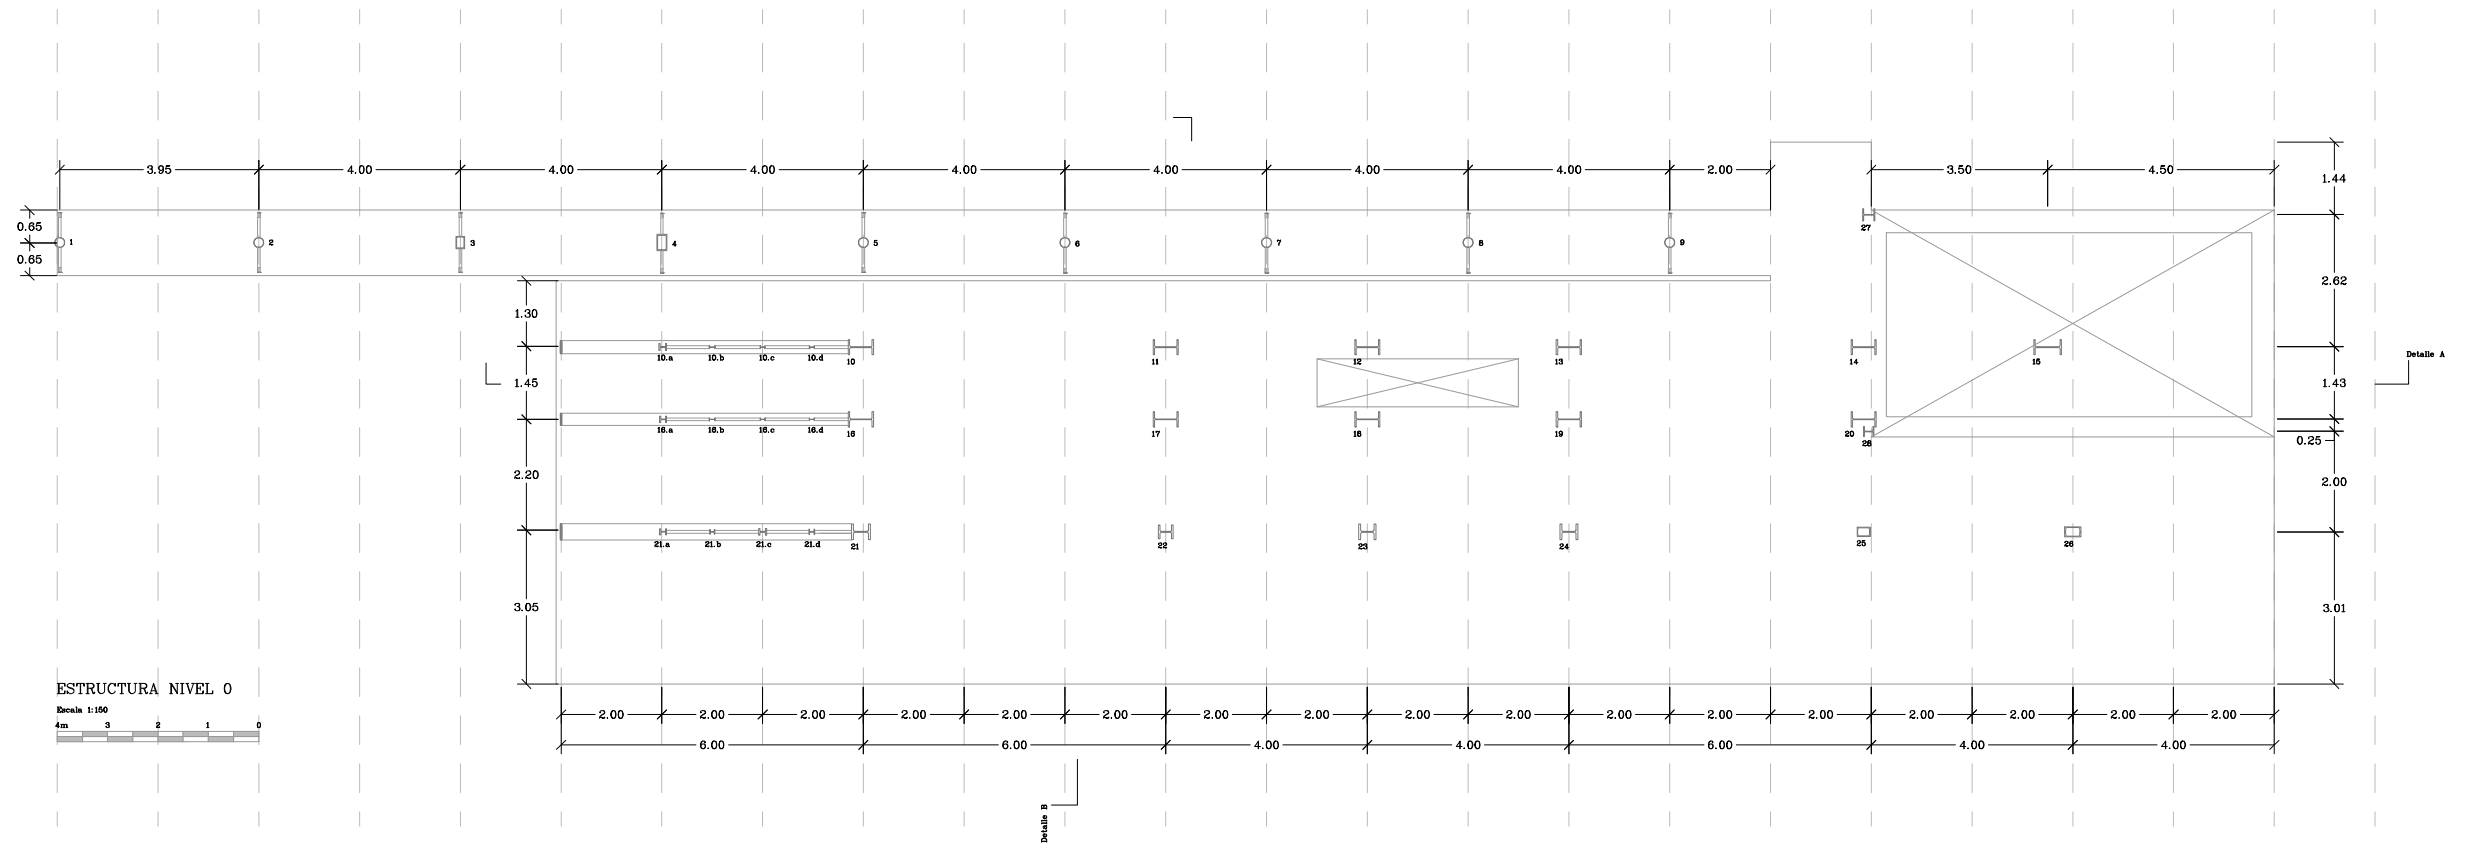 3.95 4.00 4.00 4.00 4.00 4.00 4.00 4.00 2.00 3.50 4.50
1.44
0.65
27
1 2 3 4 5 6 7 8 9
0.65
2.62
1.30
10.a 10.b 10.c 10.d 10 11 12 13 14 15
Detalle A
1.45 1.43
16.a 16.b 16.c 16.d 16 17 18 19 20
28
0.25
2.20 2.00
21.a 21.b 21.c 21.d 21 22 23 24 25 26
3.05 3.01
ESTRUCTURA NIVEL 0
Escala 1:150
4m 3 2 1 0
2.00 2.00 2.00 2.00 2.00 2.00 2.00 2.00 2.00 2.00 2.00 2.00 2.00 2.00 2.00 2.00 2.00
6.00 6.00 4.00 4.00 6.00 4.00 4.00
Detalle B